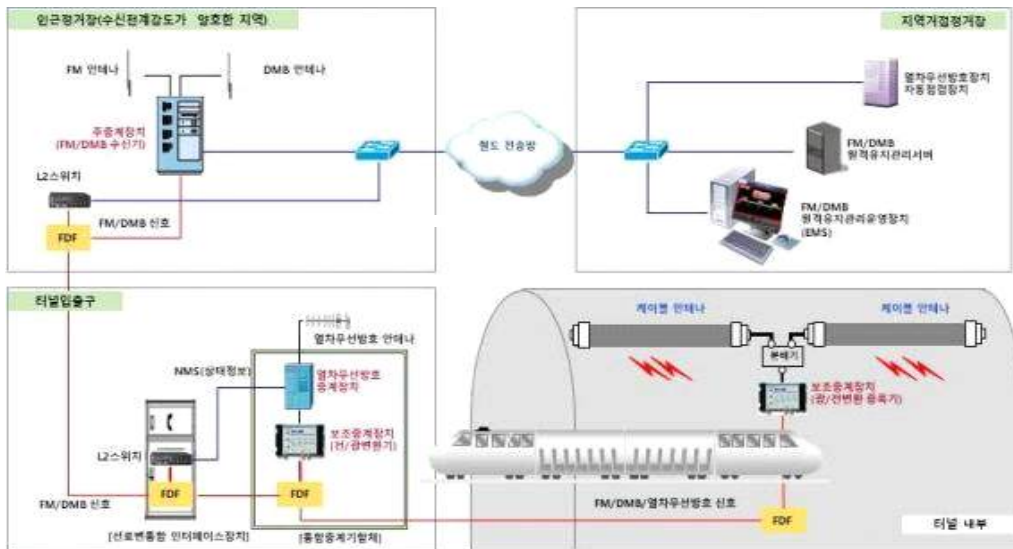 인근정거장(수신전계강도가 양호한 지역)
FM 안테나
DMB 안테나
주중계장치
(FM/DMB 수신기)
L2스위치
FM/DMB 신호
FDF
철도 전송망
지역거점정거장
열차무선방호장치
자동점검장치
FM/DMB
원격유지관리서버
FM/DMB
원격유지관리운영장치
(EMS)
터널입출구
열차무선방호 안테나
NMS(상태정보)
열차무선방호
중계장치
보조중계장치
(전/광변환기)
L2스위치
FDF
FDF
FM/DMB 신호
[선로변통합 인터페이스장치]
[통합중계기함체]
케이블 안테나
케이블 안테나
분배기
보조중계장치
(광/전변환 증폭기)
FM/DMB/열차무선방호 신호
FDF
터널 내부